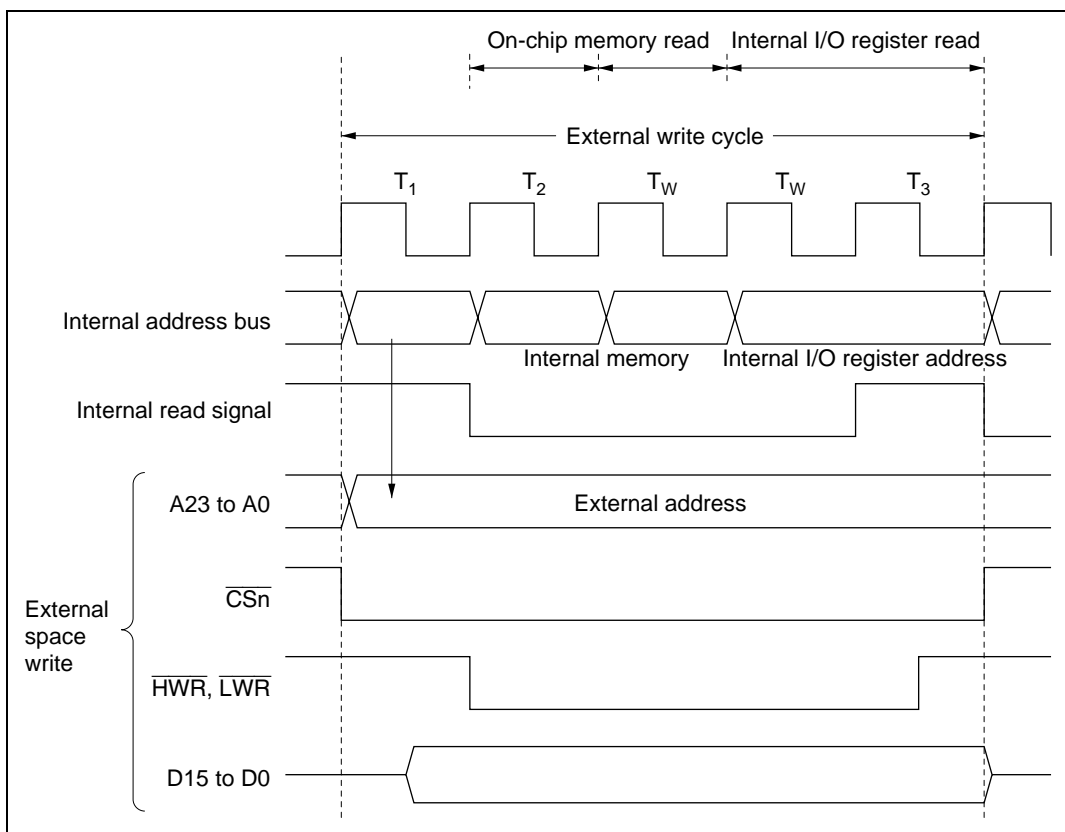 On-chip memory read Internal I/O register read
External write cycle
T1 T2 TW TW T3
Internal address bus
Internal memory Internal I/O register address
Internal read signal
A23 to A0 External address
CSn
External
space
write
HWR, LWR
D15 to D0